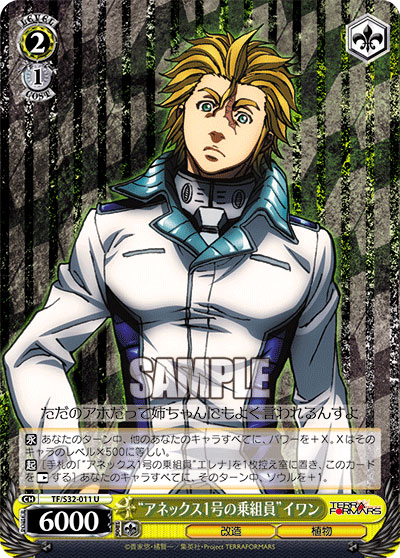 LEVEL
2
1
COST
SAMPLE
ただのアホだって姉ちゃんにもよく言われるんすよ
永 あなたのターン中、他のあなたのキャラすべてに、パワーを+X。Xはそのキャラのレベル×500に等しい。
起 [手札の「“アネックス1号の乗組員”エレナ」を1枚控え室に置き、このカードを レストする] あなたのキャラすべてに、そのターン中、ソウルを+1。
CH TF/S32-011 U
6000
“アネックス1号の乗組員”イワン
TERRAFORMARS
改造
植物
©貴家悠・橘賢一/集英社・Project TERRAFORMARS